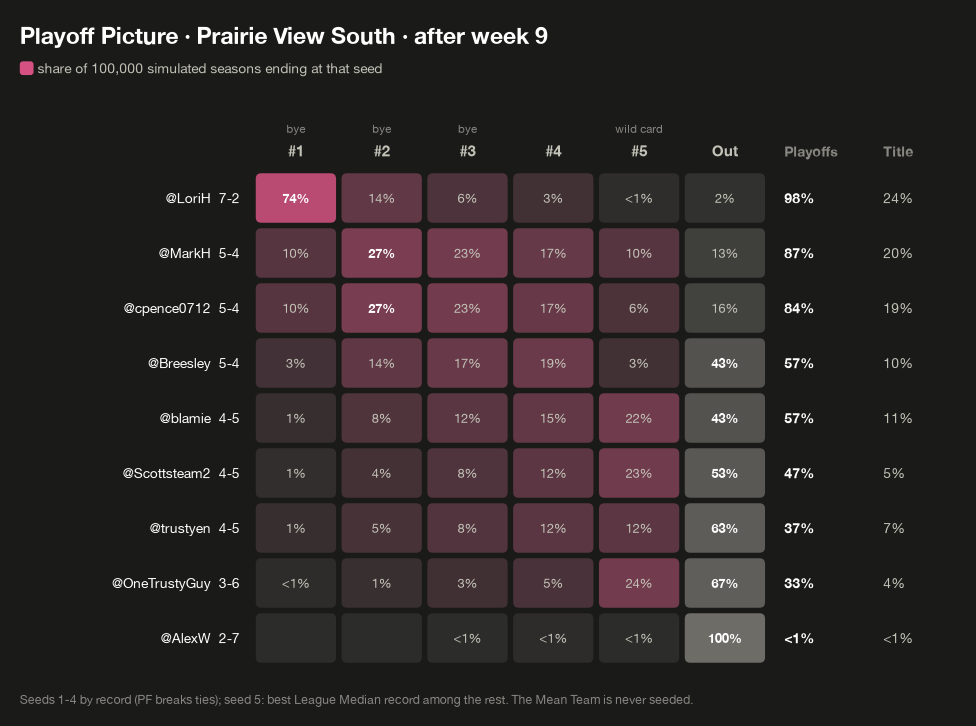 Playoff Picture · Prairie View South · after week 9
share of 100,000 simulated seasons ending at that seed
bye bye bye wild card
#1 #2 #3 #4 #5 Out Playoffs Title
@LoriH 7-2 74% 14% 6% 3% <1% 2% 98% 24%
@MarkH 5-4 10% 27% 23% 17% 10% 13% 87% 20%
@cpence0712 5-4 10% 27% 23% 17% 6% 16% 84% 19%
@Breesley 5-4 3% 14% 17% 19% 3% 43% 57% 10%
@blamie 4-5 1% 8% 12% 15% 22% 43% 57% 11%
@Scottsteam2 4-5 1% 4% 8% 12% 23% 53% 47% 5%
@trustyen 4-5 1% 5% 8% 12% 12% 63% 37% 7%
@OneTrustyGuy 3-6 <1% 1% 3% 5% 24% 67% 33% 4%
@AlexW 2-7 <1% <1% <1% 100% <1% <1%
Seeds 1-4 by record (PF breaks ties); seed 5: best League Median record among the rest. The Mean Team is never seeded.